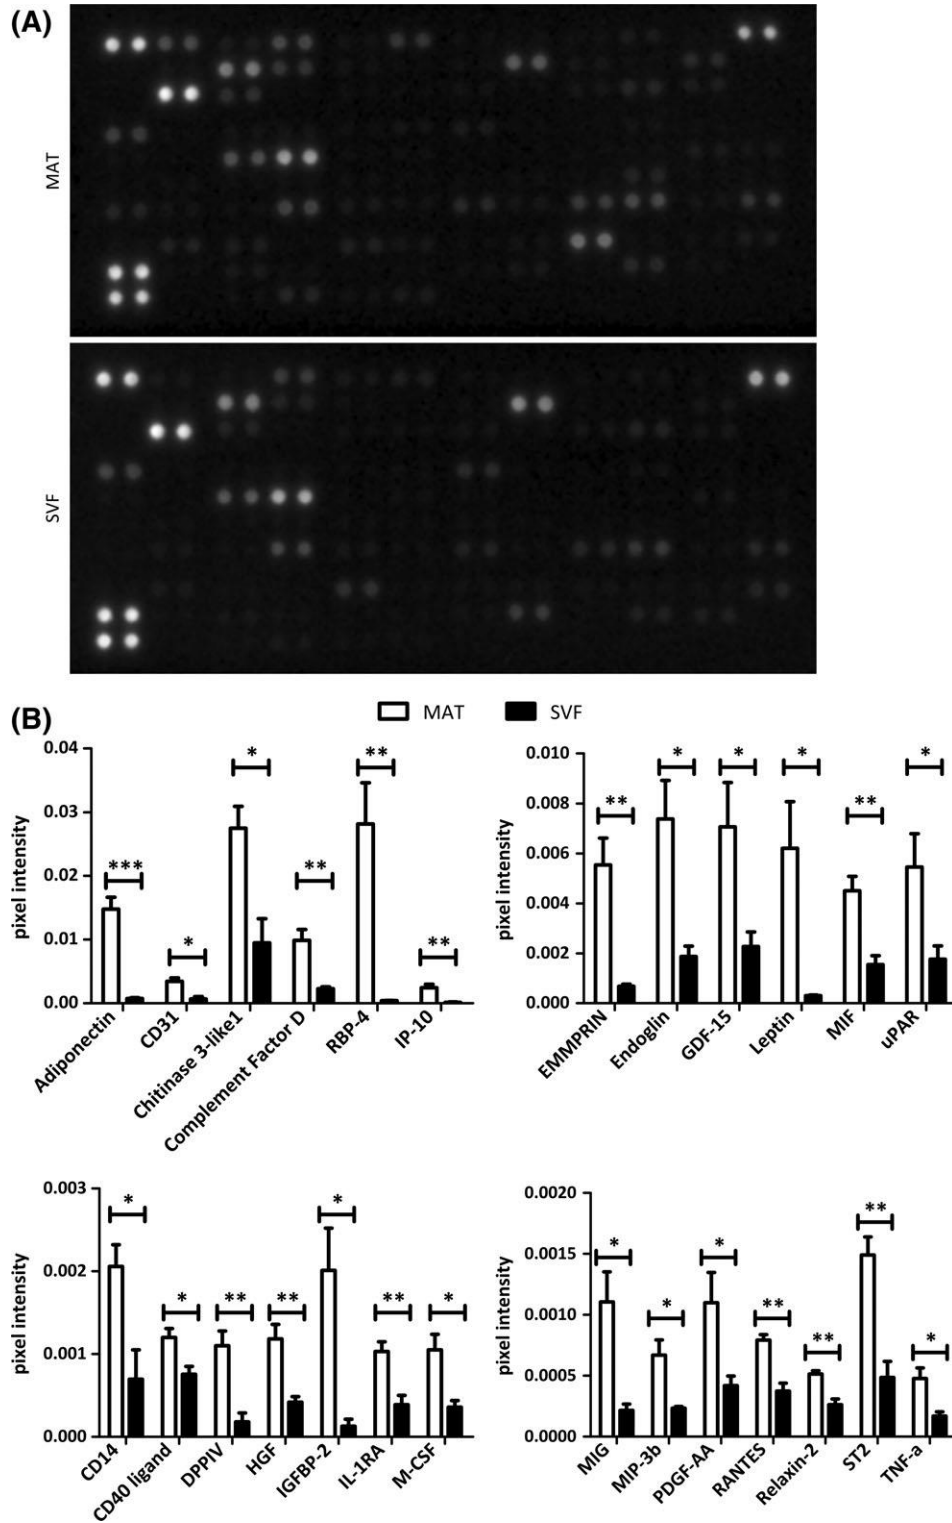 (A)
MAT
SVF
(B)
MAT SVF
pixel intensity
0.04
0.03
0.02
0.01
0.00
*** * * ** ** **
Adiponectin CD31 Chitinase 3-like1 Complement Factor D RBP-4 IP-10
pixel intensity
0.010
0.008
0.006
0.004
0.002
0.000
** * * * ** *
EMMPRIN Endoglin GDF-15 Leptin MIF uPAR
pixel intensity
0.003
0.002
0.001
0.000
* * ** ** * ** *
CD14 CD40 ligand DPPIV HGF IGFBP-2 IL-1RA M-CSF
pixel intensity
0.0020
0.0015
0.0010
0.0005
0.0000
* * * ** ** ** *
MIG MIP-3b PDGF-AA RANTES Relaxin-2 ST2 TNF-a